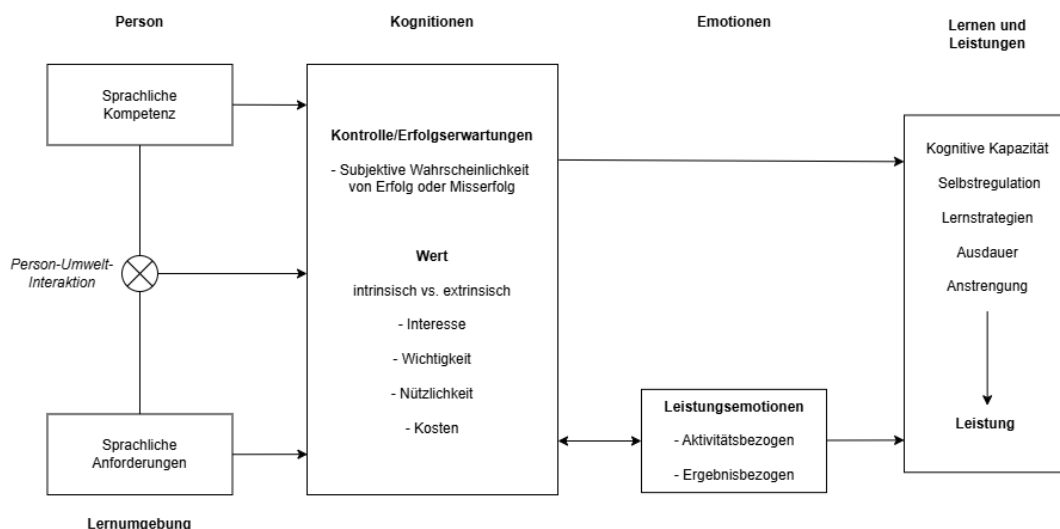 Person
Kognitionen
Emotionen
Lernen und
Leistungen
Sprachliche
Kompetenz
Person-Umwelt-
Interaktion
Sprachliche
Anforderungen
Lernumgebung
Kontrolle/Erfolgserwartungen
- Subjektive Wahrscheinlichkeit
von Erfolg oder Misserfolg
Wert
intrinsisch vs. extrinsisch
- Interesse
- Wichtigkeit
- Nützlichkeit
- Kosten
Leistungsemotionen
- Aktivitätsbezogen
- Ergebnisbezogen
Kognitive Kapazität
Selbstregulation
Lernstrategien
Ausdauer
Anstrengung
Leistung